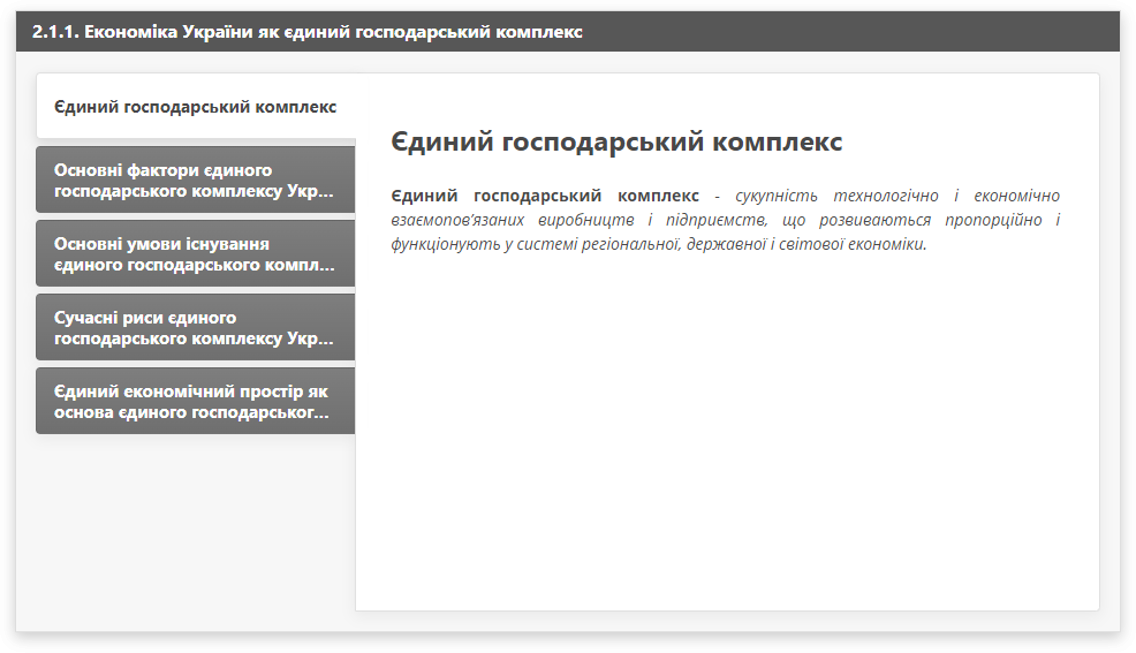 2.1.1. Економіка України як єдиний господарський комплекс
Єдиний господарський комплекс
Основні фактори єдиного
господарського комплексу Укр...
Основні умови існування
єдиного господарського компл...
Сучасні риси єдиного
господарського комплексу Укр...
Єдиний економічний простір як
основа єдиного господарськог...
Єдиний господарський комплекс
Єдиний господарський комплекс - сукупність технологічно і економічно
взаємопов’язаних виробництв і підприємств, що розвиваються пропорційно і
функціонують у системі регіональної, державної і світової економіки.